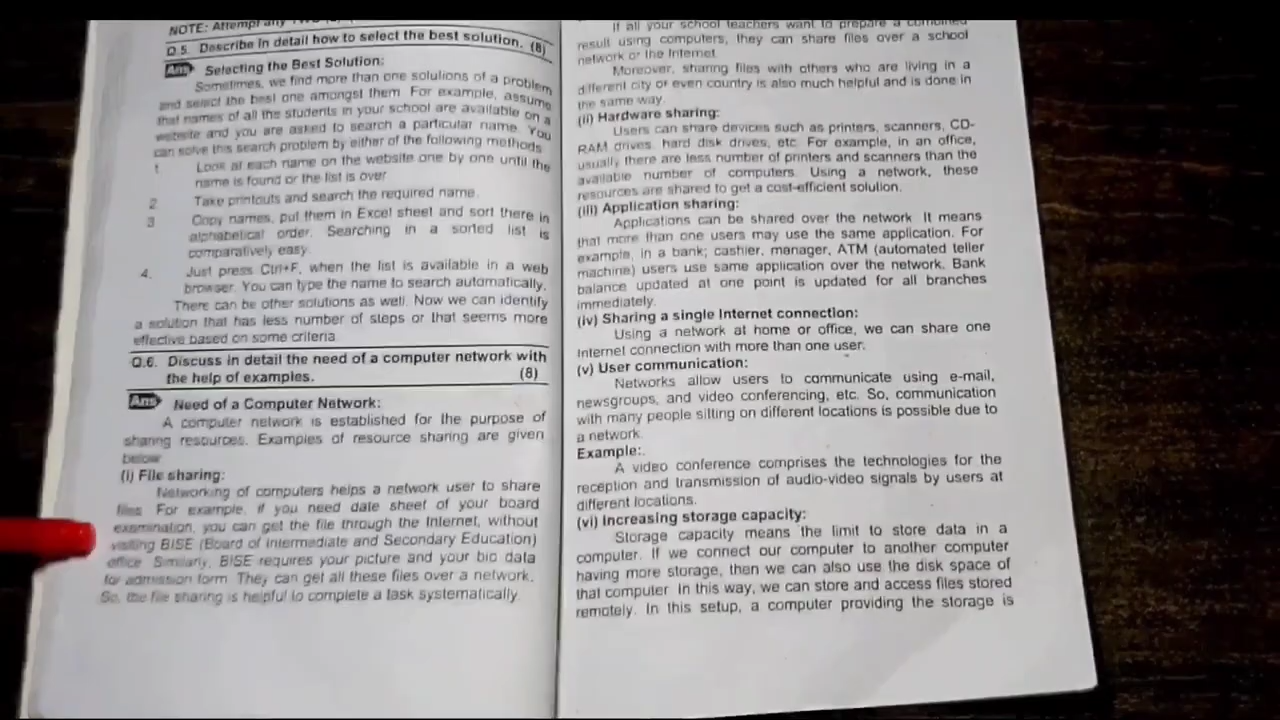 NOTE: Attempt any TWO
Q.5. Describe in detail how to select the best solution. (8)
Ans Selecting the Best Solution:
Sometimes, we find more than one solutions of a problem
and select the best one amongst them. For example, assume
that names of all the students in your school are available on a
website and you are asked to search a particular name. You
can solve this search problem by either of the following methods
1. Look at each name on the website one by one until the
name is found or the list is over
2. Take printouts and search the required name.
3. Copy names, put them in Excel sheet and sort there in
alphabetical order. Searching in a sorted list is
comparatively easy.
4. Just press Ctrl+F, when the list is available in a web
browser. You can type the name to search automatically.
There can be other solutions as well. Now we can identify
a solution that has less number of steps or that seems more
effective based on some criteria.
Q.6. Discuss in detail the need of a computer network with
the help of examples. (8)
Ans Need of a Computer Network:
A computer network is established for the purpose of
sharing resources. Examples of resource sharing are given
below
(i) File sharing:
Networking of computers helps a network user to share
files. For example, if you need date sheet of your board
examination, you can get the file through the Internet, without
visiting BISE (Board of Intermediate and Secondary Education)
office. Similarly, BISE requires your picture and your bio data
for admission form. They can get all these files over a network.
So, the file sharing is helpful to complete a task systematically.
If all your school teachers want to prepare a combined
result using computers, they can share files over a school
network or the Internet.
Moreover, sharing files with others who are living in a
different city or even country is also much helpful and is done in
the same way.
(ii) Hardware sharing:
Users can share devices such as printers, scanners, CD-
RAM drives, hard disk drives, etc. For example, in an office,
usually there are less number of printers and scanners than the
available number of computers. Using a network, these
resources are shared to get a cost-efficient solution.
(iii) Application sharing:
Applications can be shared over the network. It means
that more than one users may use the same application. For
example, in a bank; cashier, manager, ATM (automated teller
machine) users use same application over the network. Bank
balance updated at one point is updated for all branches
immediately.
(iv) Sharing a single Internet connection:
Using a network at home or office, we can share one
Internet connection with more than one user.
(v) User communication:
Networks allow users to communicate using e-mail,
newsgroups, and video conferencing, etc. So, communication
with many people sitting on different locations is possible due to
a network.
Example:.
A video conference comprises the technologies for the
reception and transmission of audio-video signals by users at
different locations.
(vi) Increasing storage capacity:
Storage capacity means the limit to store data in a
computer. If we connect our computer to another computer
having more storage, then we can also use the disk space of
that computer. In this way, we can store and access files stored
remotely. In this setup, a computer providing the storage is